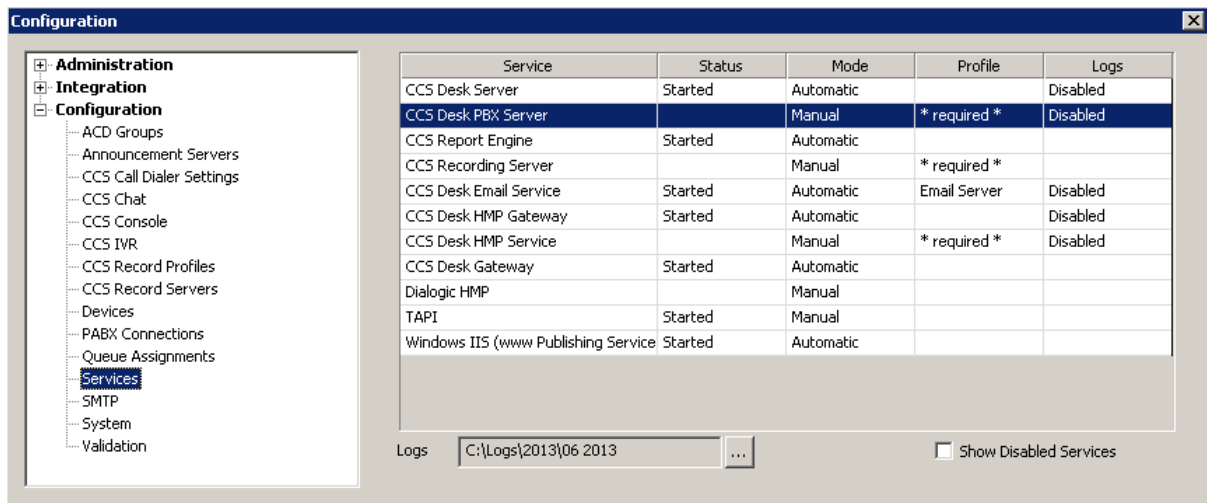 Configuration
Administration
Integration
Configuration
ACD Groups
Announcement Servers
CCS Call Dialer Settings
CCS Chat
CCS Console
CCS IVR
CCS Record Profiles
CCS Record Servers
Devices
PABX Connections
Queue Assignments
Services
SMTP
System
Validation
Service Status Mode Profile Logs
CCS Desk Server Started Automatic Disabled
CCS Desk PBX Server Manual * required * Disabled
CCS Report Engine Started Automatic
CCS Recording Server Manual * required *
CCS Desk Email Service Started Automatic Email Server Disabled
CCS Desk HMP Gateway Started Automatic Disabled
CCS Desk HMP Service Manual * required * Disabled
CCS Desk Gateway Started Automatic
Dialogic HMP Manual
TAPI Started Manual
Windows IIS (www Publishing Service Started Automatic
Logs C:\Logs\2013\06 2013 ... Show Disabled Services